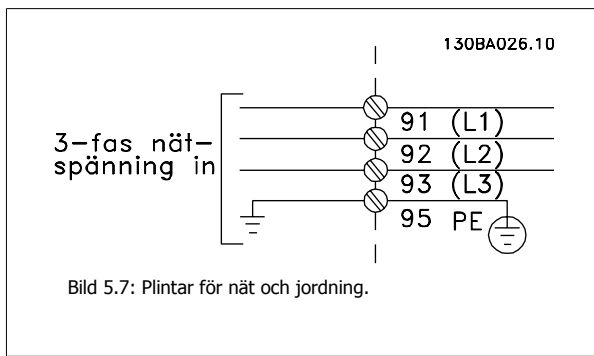 130BA026.10
3-fas nät-
spänning in
91 (L1)
92 (L2)
93 (L3)
95 PE
Bild 5.7: Plintar för nät och jordning.